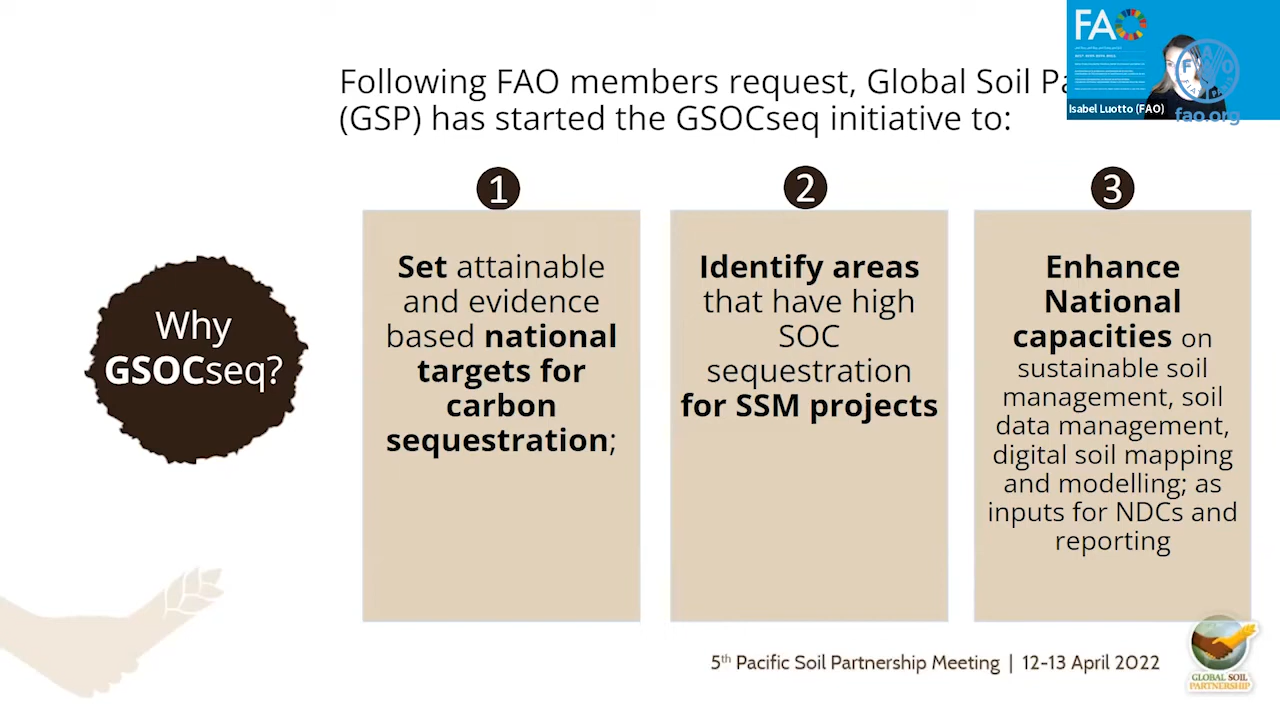 FAO
Isabel Luotto (FAO)
fao.org
Following FAO members request, Global Soil
(GSP) has started the GSOCseq initiative to:
Why
GSOCseq?
1
Set attainable
and evidence
based national
targets for
carbon
sequestration;
2
Identify areas
that have high
SOC
sequestration
for SSM projects
3
Enhance
National
capacities on
sustainable soil
management, soil
data management,
digital soil mapping
and modelling; as
inputs for NDCs and
reporting
5th Pacific Soil Partnership Meeting | 12-13 April 2022
GLOBAL SOIL
PARTNERSHIP